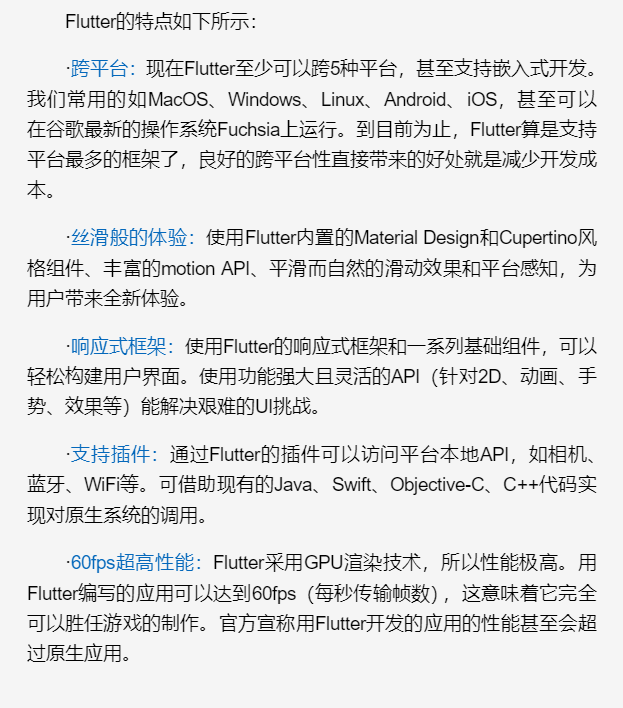 Flutter的特点如下所示：
·跨平台：现在Flutter至少可以跨5种平台，甚至支持嵌入式开发。
我们常用的如MacOS、Windows、Linux、Android、iOS，甚至可以
在谷歌最新的操作系统Fuchsia上运行。到目前为止，Flutter算是支持
平台最多的框架了，良好的跨平台性直接带来的好处就是减少开发成
本。
·丝滑般的体验：使用Flutter内置的Material Design和Cupertino风
格组件、丰富的motion API、平滑而自然的滑动效果和平台感知，为
用户带来全新体验。
·响应式框架：使用Flutter的响应式框架和一系列基础组件，可以
轻松构建用户界面。使用功能强大且灵活的API（针对2D、动画、手
势、效果等）能解决艰难的UI挑战。
·支持插件：通过Flutter的插件可以访问平台本地API，如相机、
蓝牙、WiFi等。可借助现有的Java、Swift、Objective-C、C++代码实
现对原生系统的调用。
·60fps超高性能：Flutter采用GPU渲染技术，所以性能极高。用
Flutter编写的应用可以达到60fps（每秒传输帧数），这意味着它完全
可以胜任游戏的制作。官方宣称用Flutter开发的应用的性能甚至会超
过原生应用。